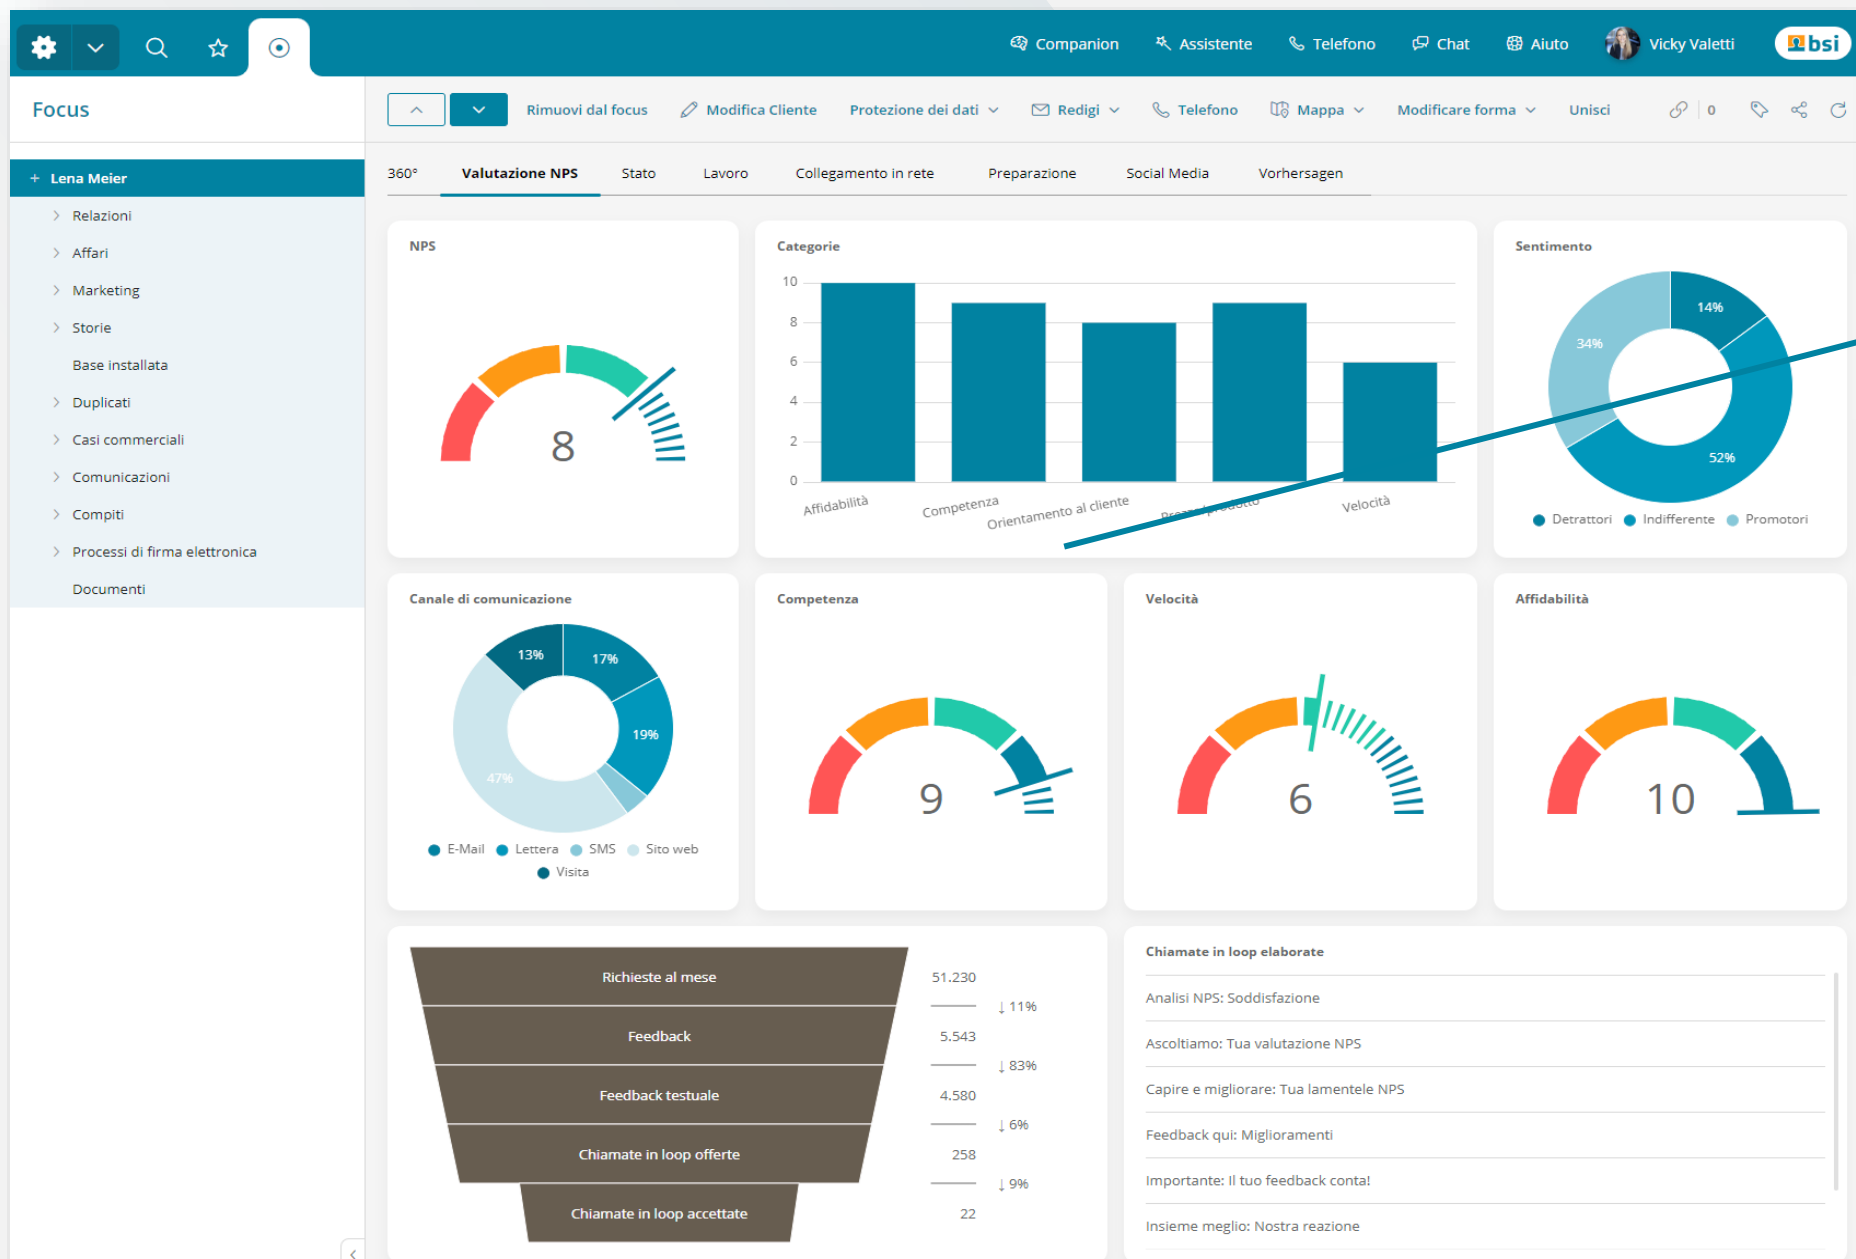 Companion Assistente Telefono Chat Aiuto Vicky Valetti bsi
Focus
Rimuovi dal focus Modifica Cliente Protezione dei dati Redigi Telefono Mappa Modificare forma Unisci 0
+ Lena Meier
Relazioni
Affari
Marketing
Storie
Base installata
Duplicati
Casi commerciali
Comunicazioni
Compiti
Processi di firma elettronica
Documenti
360° Valutazione NPS Stato Lavoro Collegamento in rete Preparazione Social Media Vorhersagen
NPS
8
Categorie
10
8
6
4
2
0
Affidabilità Competenza Orientamento al cliente Velocità
Sentimento
14%
34%
52%
Detrattori Indifferente Promotori
Canale di comunicazione
13% 17%
19%
47%
E-Mail Lettera SMS Sito web
Visita
Competenza
9
Velocità
6
Affidabilità
10
Richieste al mese 51.230
↓ 11%
Feedback 5.543
↓ 83%
Feedback testuale 4.580
↓ 6%
Chiamate in loop offerte 258
↓ 9%
Chiamate in loop accettate 22
Chiamate in loop elaborate
Analisi NPS: Soddisfazione
Ascoltiamo: Tua valutazione NPS
Capire e migliorare: Tua lamentele NPS
Feedback qui: Miglioramenti
Importante: Il tuo feedback conta!
Insieme meglio: Nostra reazione